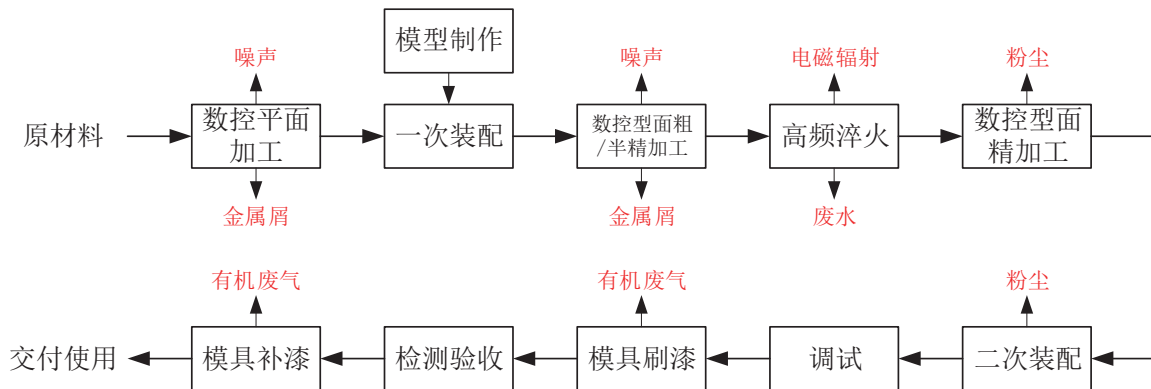 模型制作
噪声
噪声
电磁辐射
粉尘
原材料
数控平面
加工
一次装配
数控型面粗
/半精加工
高频淬火
数控型面
精加工
金属屑
金属屑
废水
有机废气
有机废气
粉尘
交付使用
模具补漆
检测验收
模具刷漆
调试
二次装配